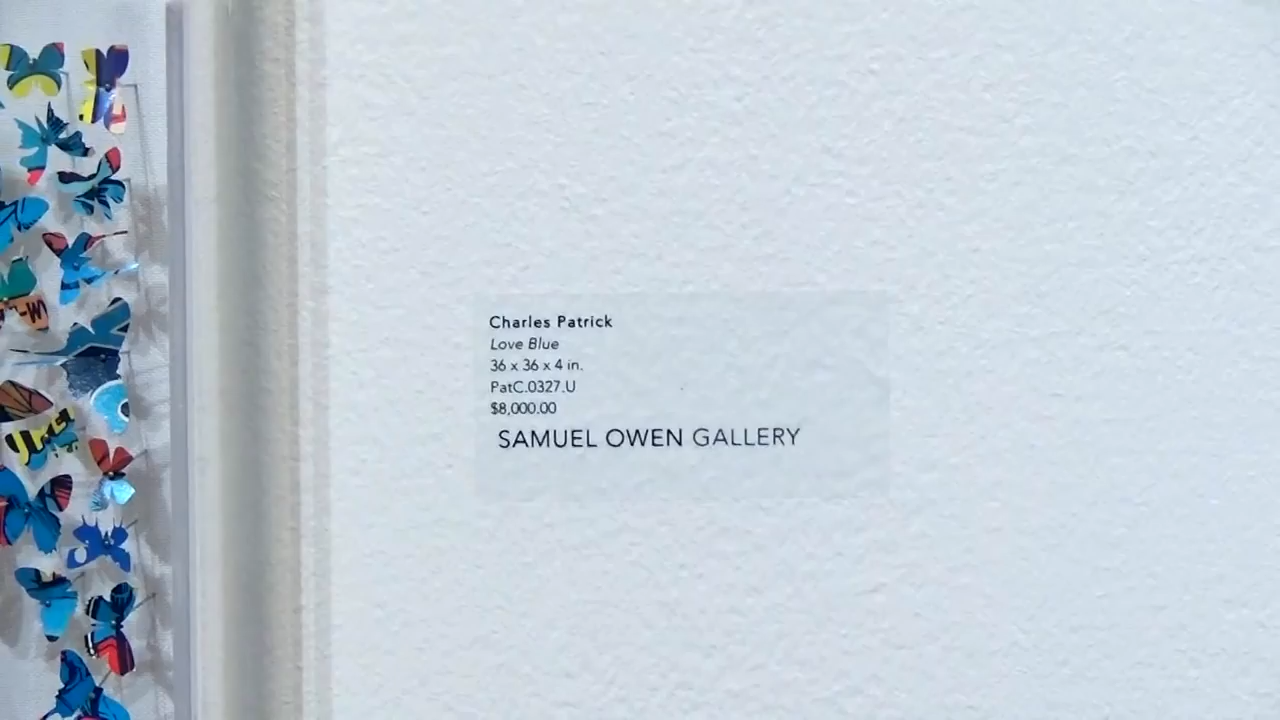 Charles Patrick
Love Blue
36 x 36 x 4 in.
PatC.0327.U
$8,000.00
SAMUEL OWEN GALLERY